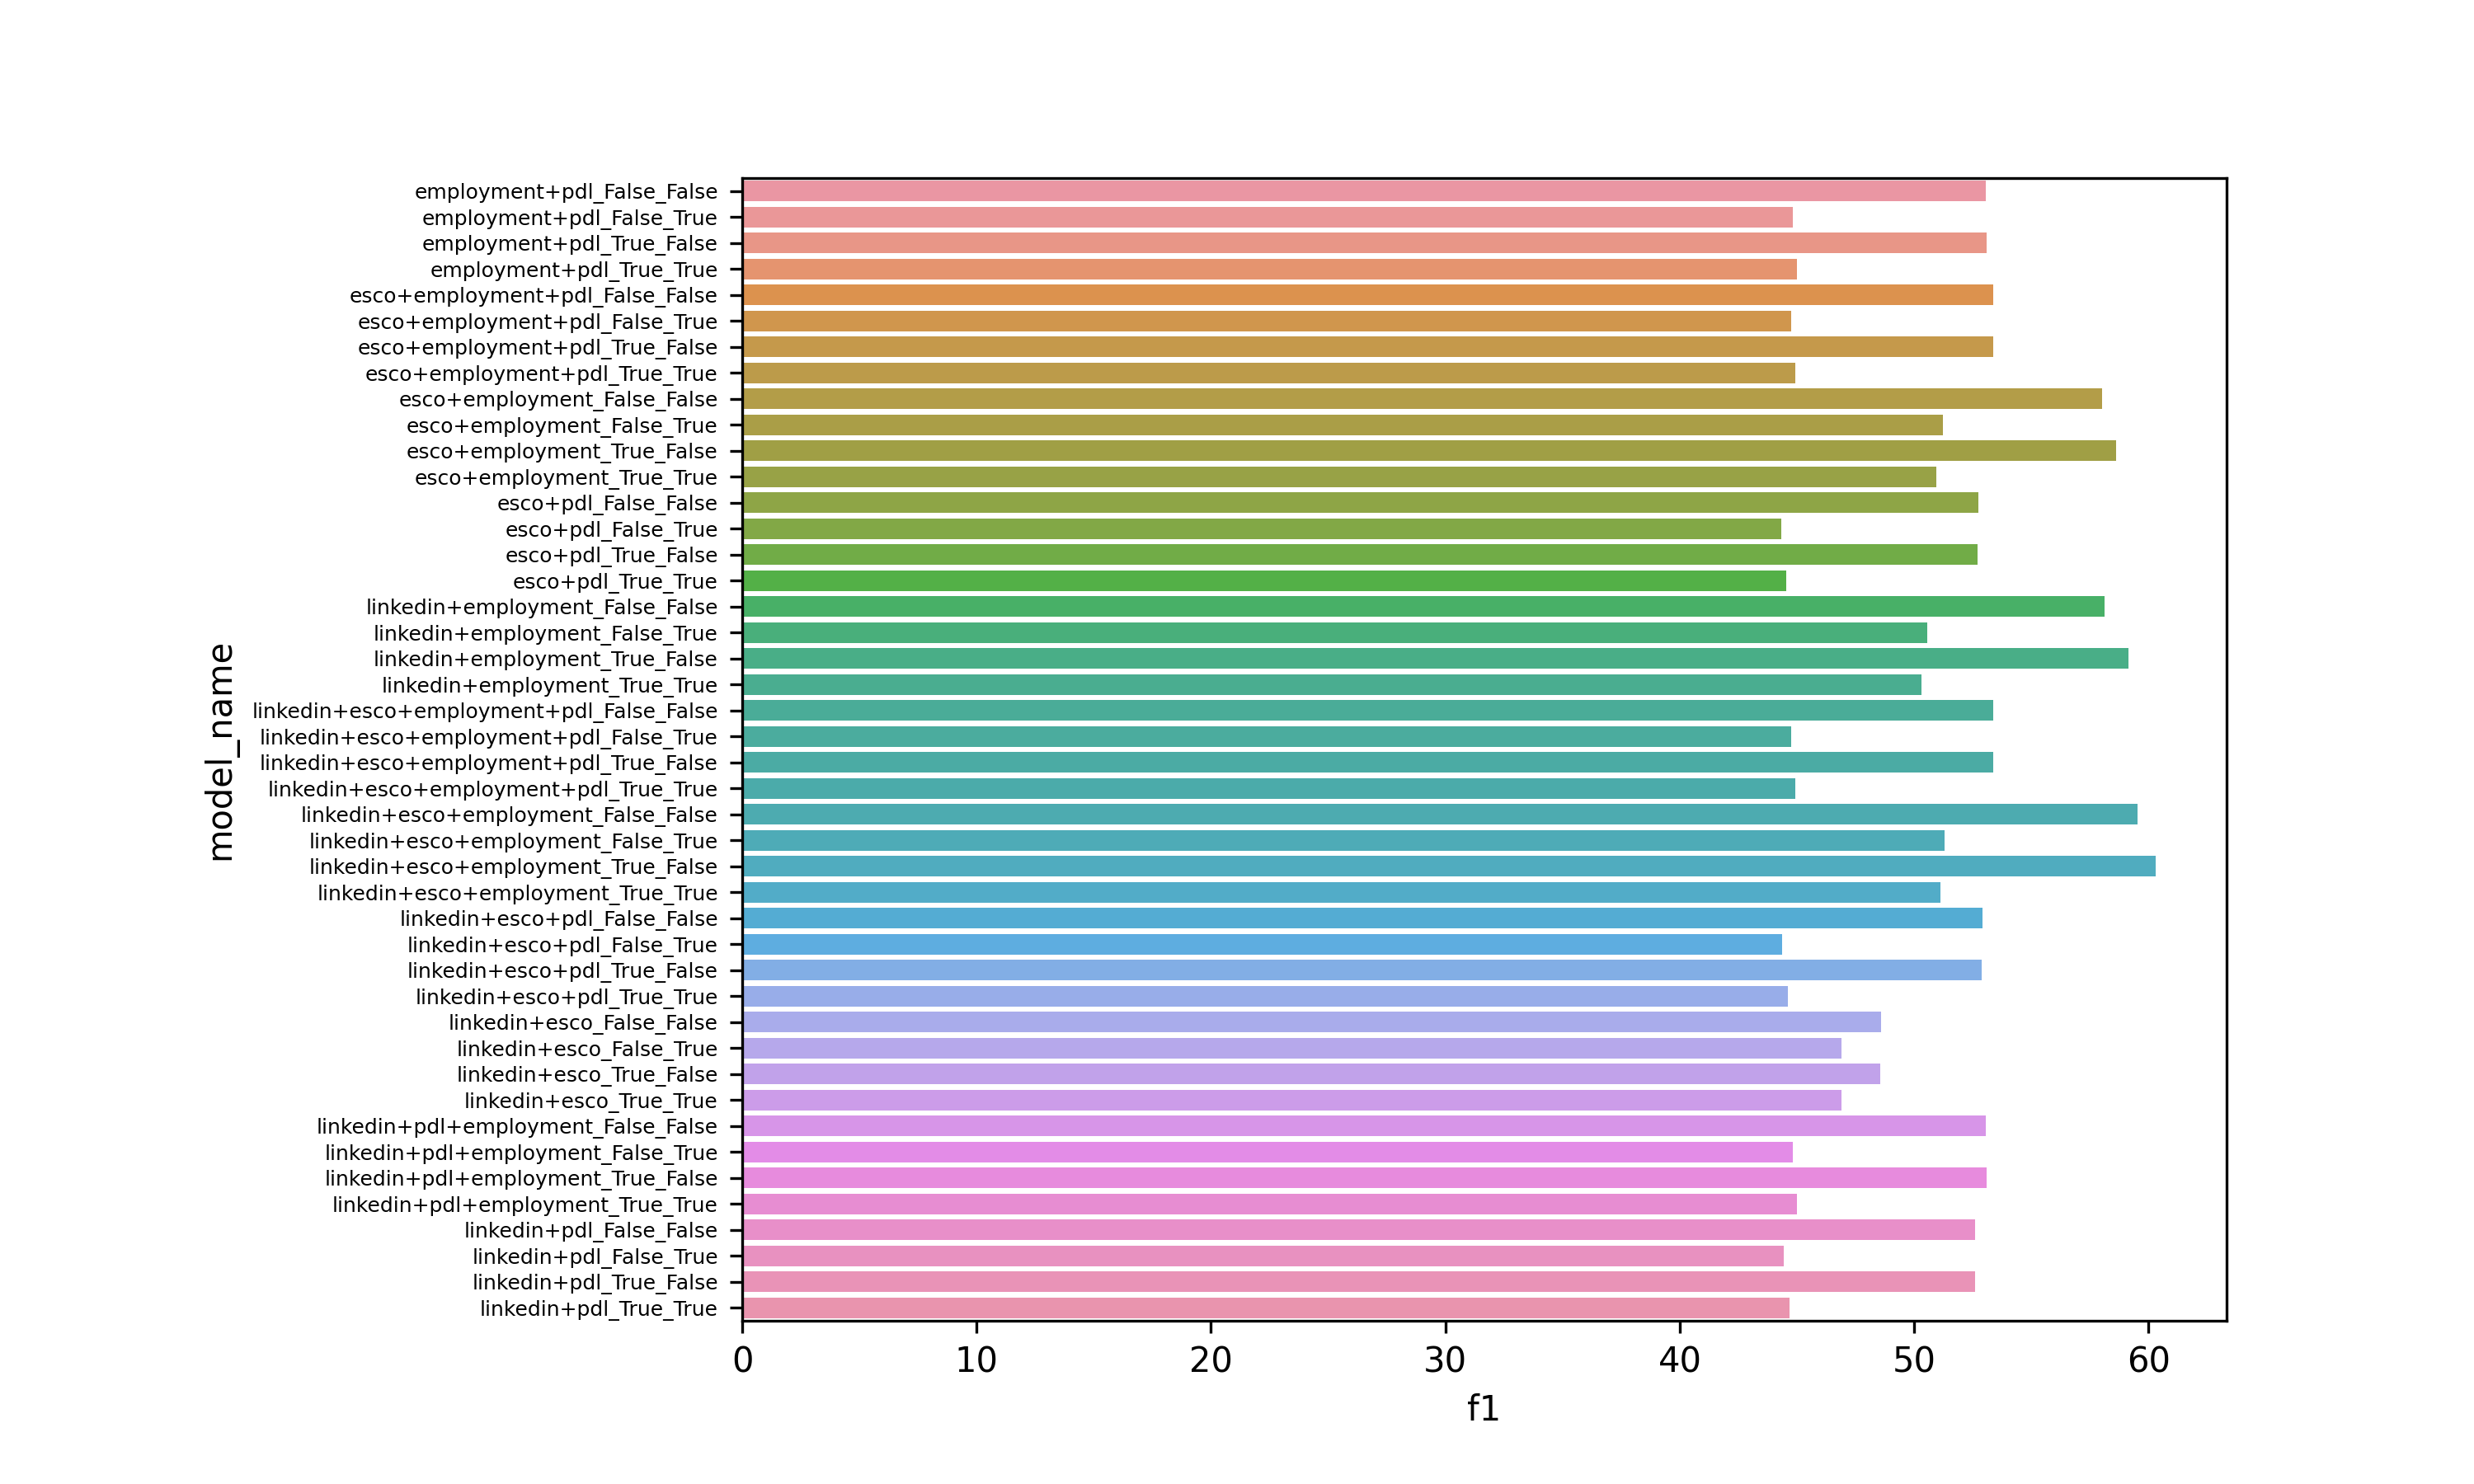 model_name
employment+pdl_False_False
employment+pdl_False_True
employment+pdl_True_False
employment+pdl_True_True
esco+employment+pdl_False_False
esco+employment+pdl_False_True
esco+employment+pdl_True_False
esco+employment+pdl_True_True
esco+employment_False_False
esco+employment_False_True
esco+employment_True_False
esco+employment_True_True
esco+pdl_False_False
esco+pdl_False_True
esco+pdl_True_False
esco+pdl_True_True
linkedin+employment_False_False
linkedin+employment_False_True
linkedin+employment_True_False
linkedin+employment_True_True
linkedin+esco+employment+pdl_False_False
linkedin+esco+employment+pdl_False_True
linkedin+esco+employment+pdl_True_False
linkedin+esco+employment+pdl_True_True
linkedin+esco+employment_False_False
linkedin+esco+employment_False_True
linkedin+esco+employment_True_False
linkedin+esco+employment_True_True
linkedin+esco+pdl_False_False
linkedin+esco+pdl_False_True
linkedin+esco+pdl_True_False
linkedin+esco+pdl_True_True
linkedin+esco_False_False
linkedin+esco_False_True
linkedin+esco_True_False
linkedin+esco_True_True
linkedin+pdl+employment_False_False
linkedin+pdl+employment_False_True
linkedin+pdl+employment_True_False
linkedin+pdl+employment_True_True
linkedin+pdl_False_False
linkedin+pdl_False_True
linkedin+pdl_True_False
linkedin+pdl_True_True
0 10 20 30 40 50 60
f1